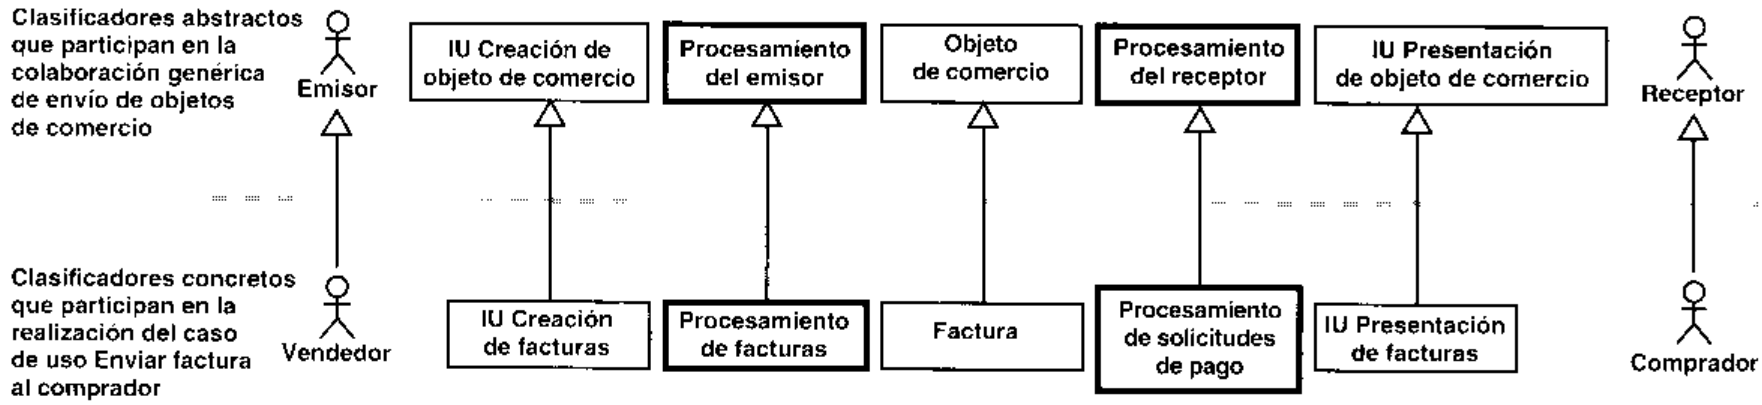 Clasificadores abstractos
que participan en la
colaboración genérica
de envío de objetos
de comercio
Emisor
IU Creación de
objeto de comercio
Procesamiento
del emisor
Objeto
de comercio
Procesamiento
del receptor
IU Presentación
de objeto de comercio
Receptor
Clasificadores concretos
que participan en la
realización del caso
de uso Enviar factura
al comprador
Vendedor
IU Creación
de facturas
Procesamiento
de facturas
Factura
Procesamiento
de solicitudes
de pago
IU Presentación
de facturas
Comprador